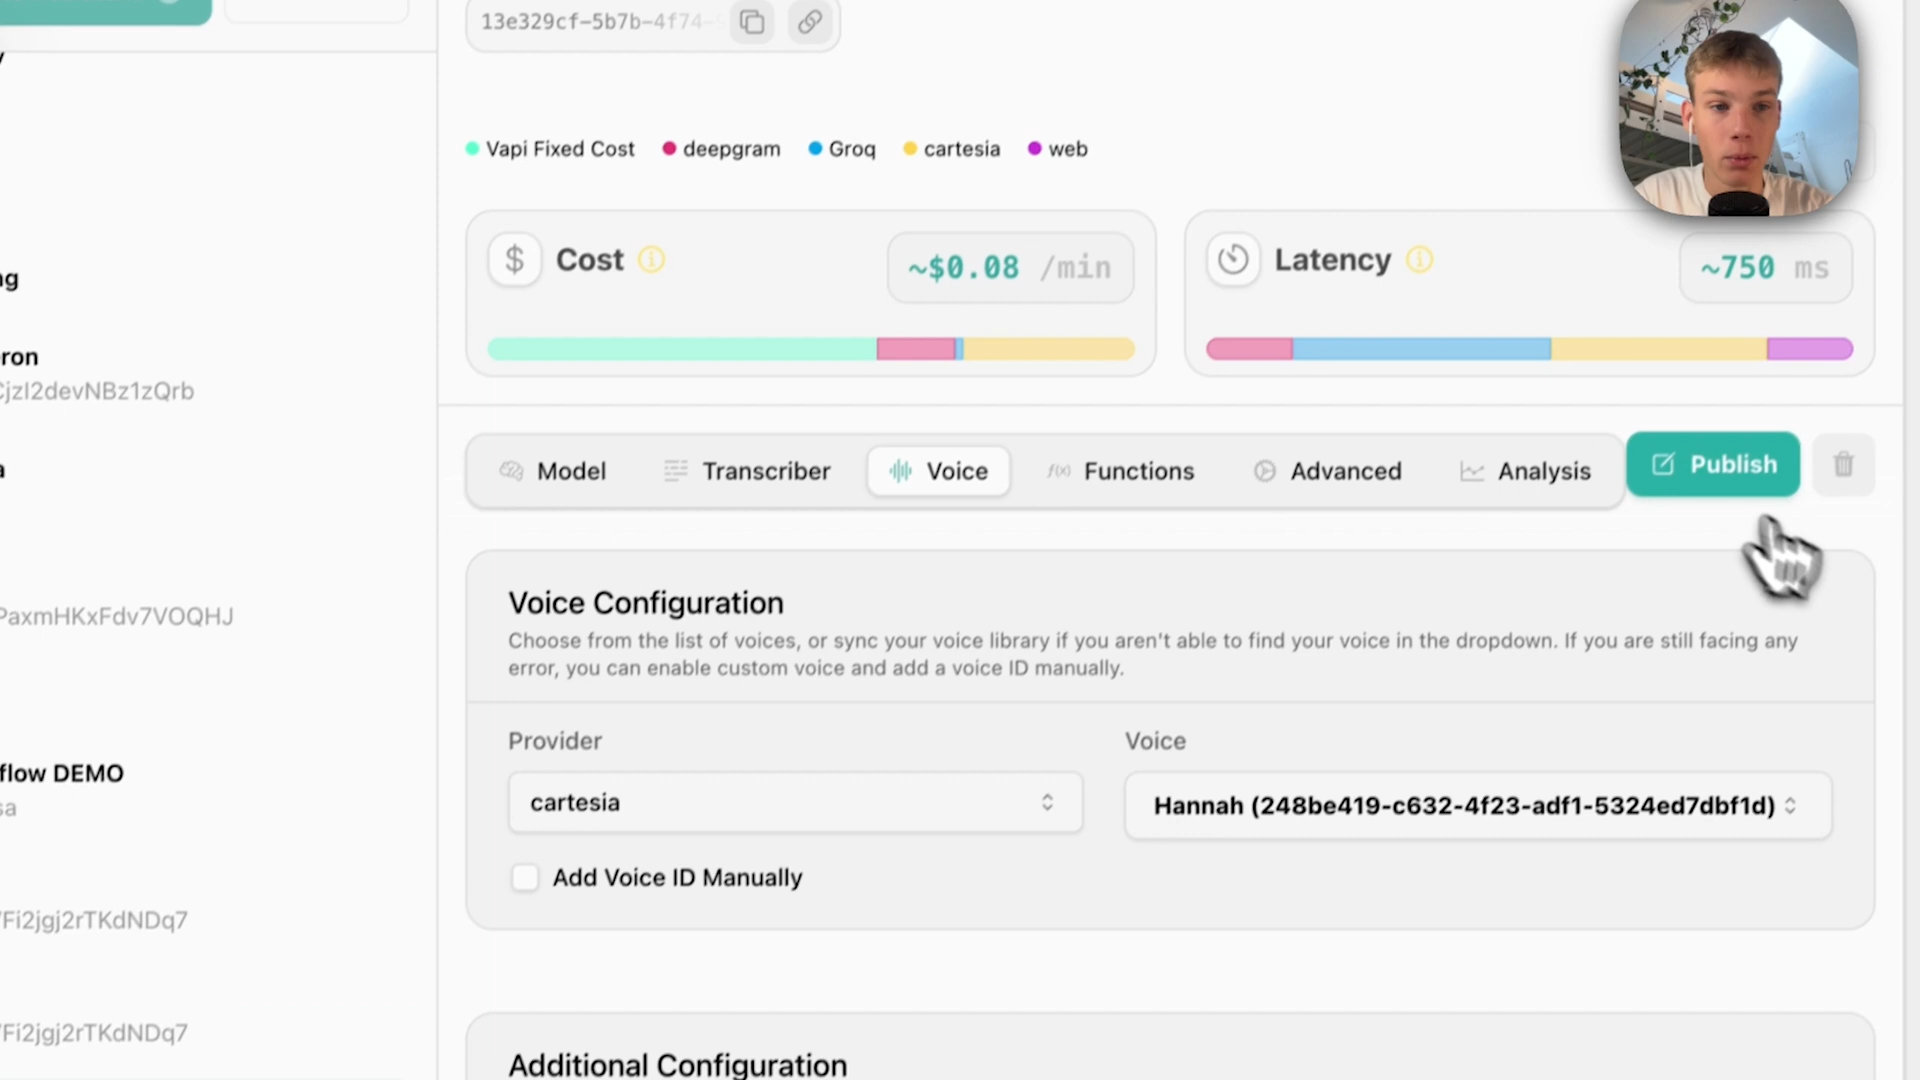 13e329cf-5b7b-4f74-
Vapi Fixed Cost
deepgram
Groq
cartesia
web
$ Cost
~$0.08 /min
Latency
~750 ms
ng
eron
CjzI2devNBz1zQrb
a
PaxmHKxFdv7VOQHJ
flow DEMO
sa
Fi2jgj2rTKdNDq7
Fi2jgj2rTKdNDq7
Model
Transcriber
Voice
f(x) Functions
Advanced
Analysis
Publish
Voice Configuration
Choose from the list of voices, or sync your voice library if you aren't able to find your voice in the dropdown. If you are still facing any
error, you can enable custom voice and add a voice ID manually.
Provider
Voice
cartesia
Hannah (248be419-c632-4f23-adf1-5324ed7dbf1d)
Add Voice ID Manually
Additional Configuration